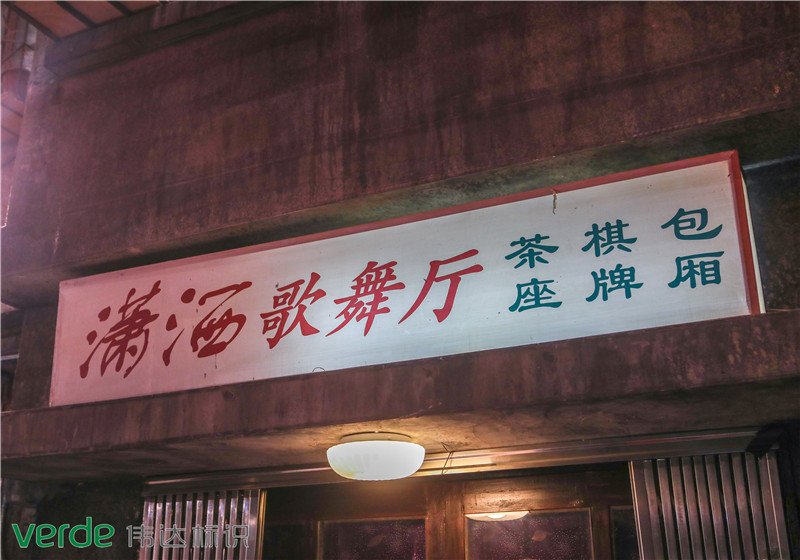 潇洒歌舞厅
茶座
棋牌
包厢
verde 伟达标识